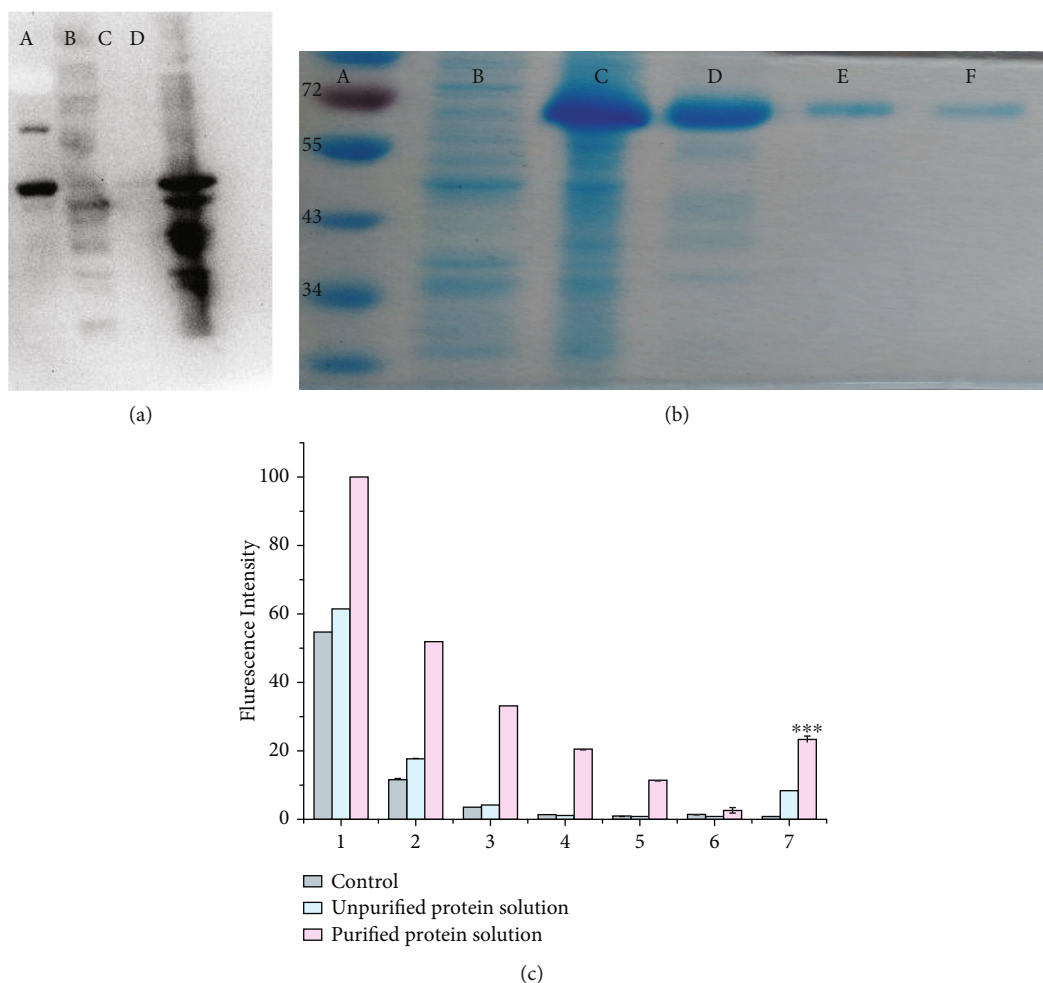 A B C D
A B C D E F
72
55
43
34
(a)
(b)
Flurescence Intensity
100
80
60
40
20
0
***
1 2 3 4 5 6 7
Control
Unpurified protein solution
Purified protein solution
(c)